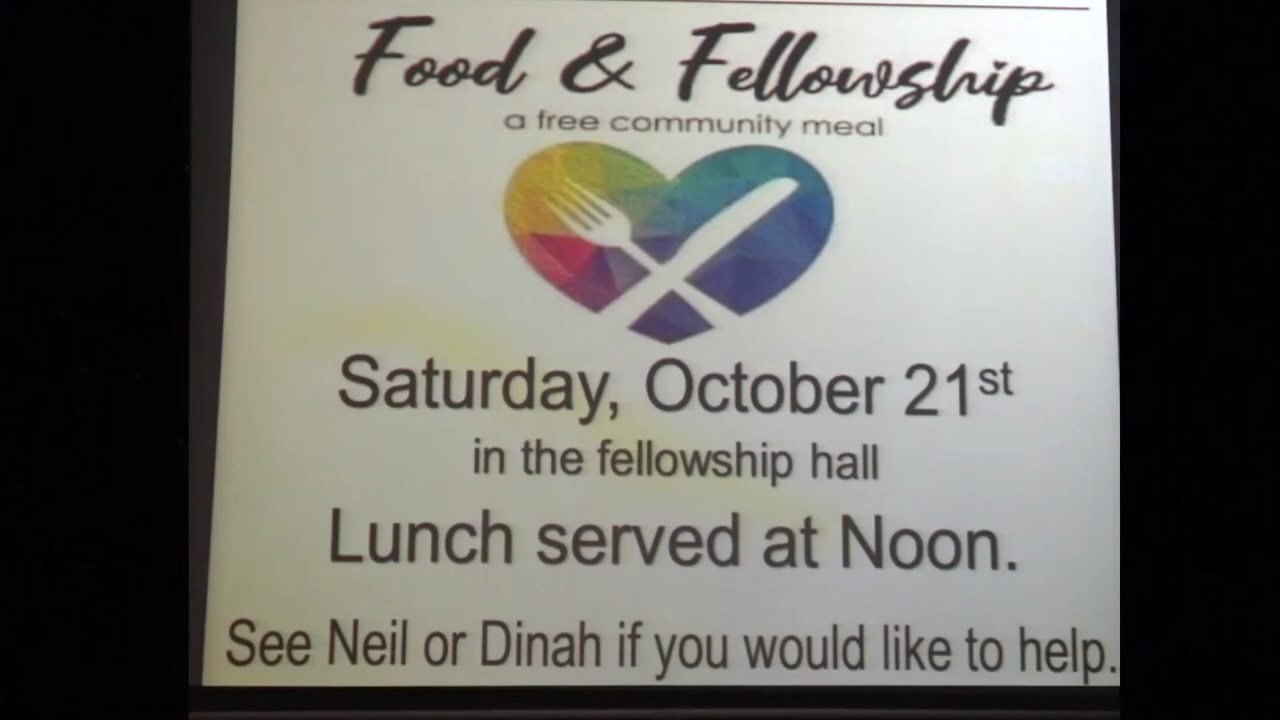 Food & Fellowship
a free community meal
Saturday, October 21st
in the fellowship hall
Lunch served at Noon.
See Neil or Dinah if you would like to help.